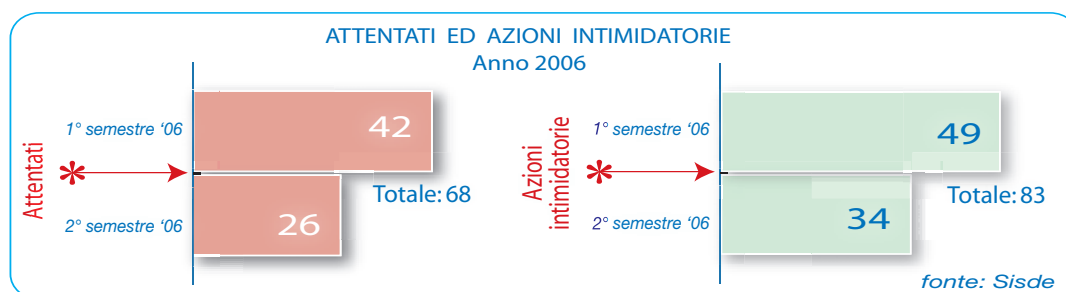 ATTENTATI ED AZIONI INTIMIDATORIE
Anno 2006
Attentati
*
1° semestre ‘06
42
2° semestre ‘06
26
Totale: 68
Azioni
intimidatorie
*
1° semestre ‘06
49
2° semestre ‘06
34
Totale: 83
fonte: Sisde